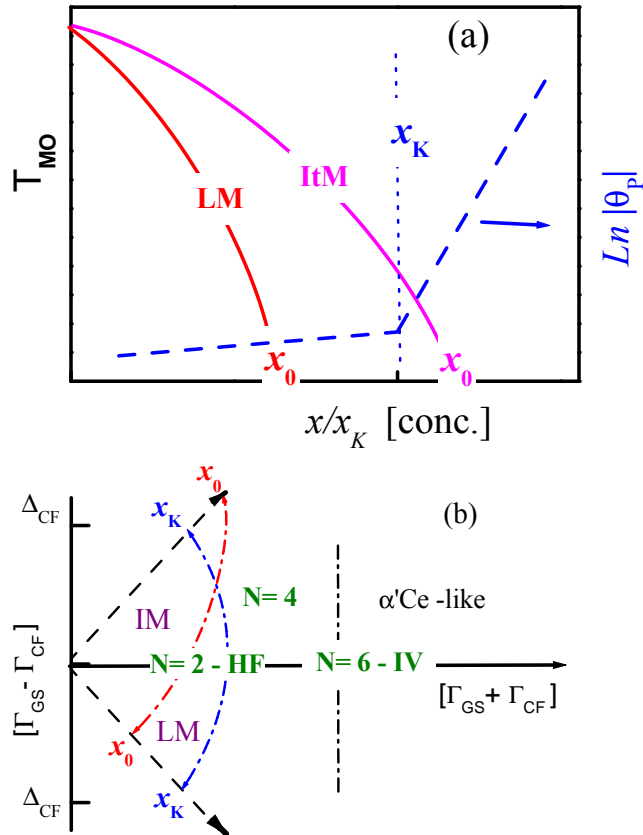 (a)
T_MO
LM
ItM
x_K
Ln |θ_P|
x_0
x_0
x/x_K [conc.]
(b)
x_0
Δ_CF
x_K
N= 4
α'Ce -like
IM
[Γ_GS - Γ_CF]
N= 2 - HF
N= 6 - IV
[Γ_GS+ Γ_CF]
LM
x_0
Δ_CF
x_K